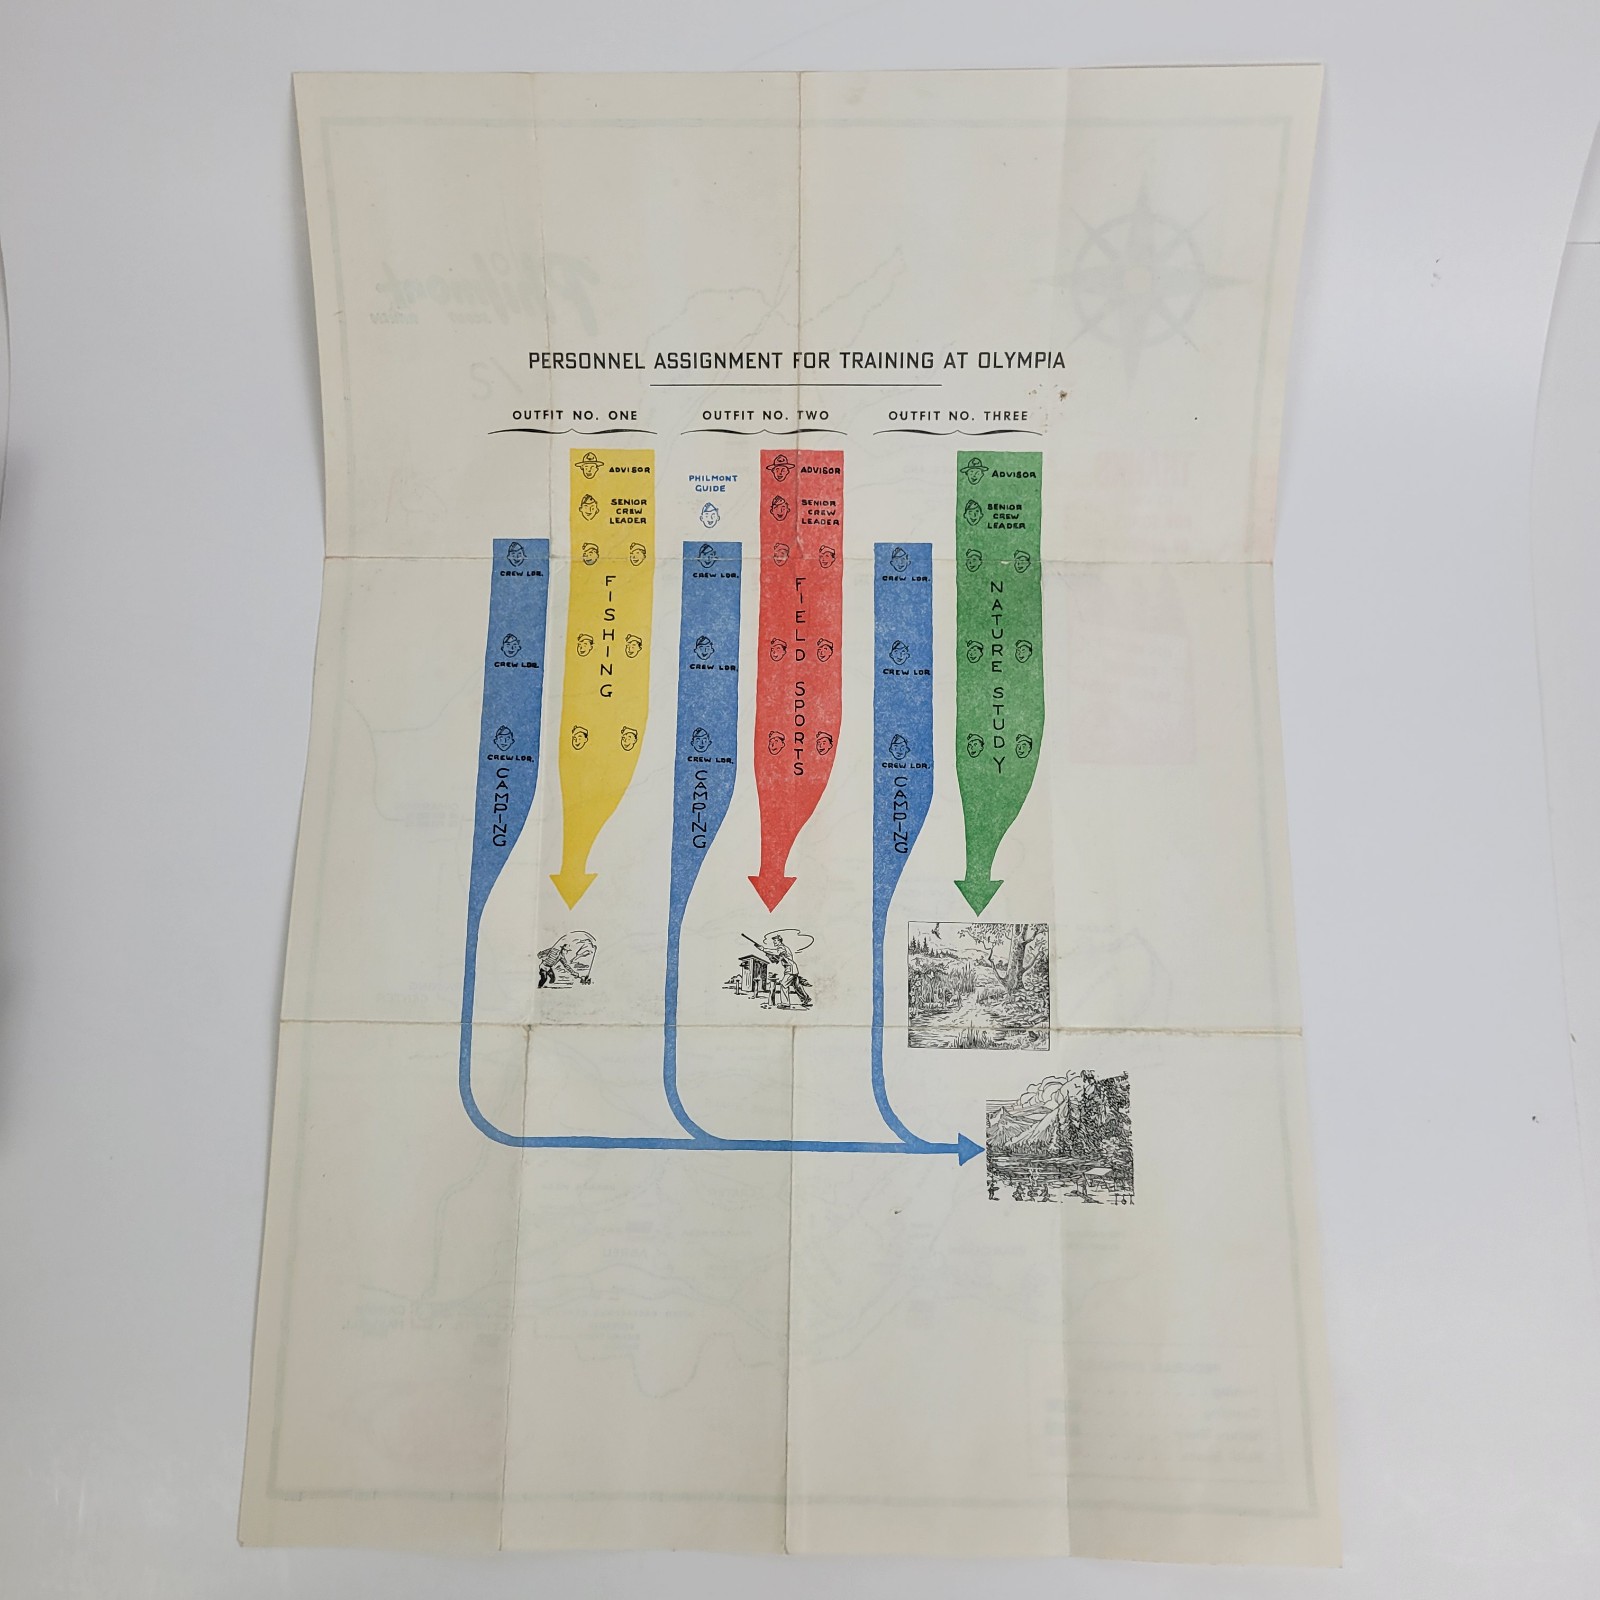 PERSONNEL ASSIGNMENT FOR TRAINING AT OLYMPIA
OUTFIT NO. ONE
OUTFIT NO. TWO
OUTFIT NO. THREE
ADVISOR
SENIOR
CREW
LEADER
FISHING
CREW LDR.
CREW LDR.
CREW LDR.
CAMPING
PHILMONT
GUIDE
ADVISOR
SENIOR
CREW
LEADER
FIELD SPORTS
CREW LDR.
CREW LDR.
CREW LDR.
CAMPING
ADVISOR
SENIOR
CREW
LEADER
NATURE STUDY
CREW LDR.
CREW LDR
CREW LDR.
CAMPING
Philmont